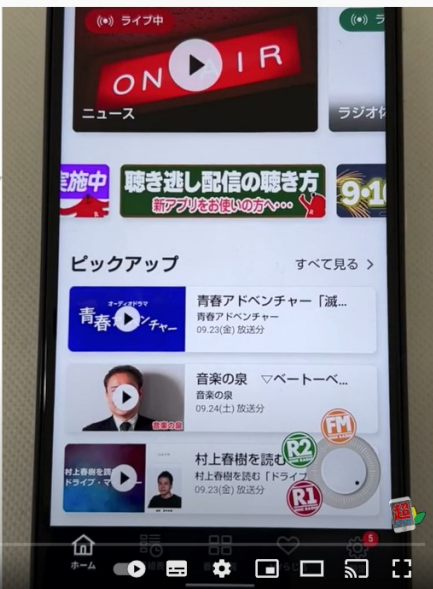 ライブ中
ON AIR
ニュース
ラジオ体
実施中
聴き逃し配信の聴き方
新アプリをお使いの方へ・・・
9・1
ピックアップ
すべて見る >
オーディオドラマ
青春アドベンチャー
青春アドベンチャー「滅...
青春アドベンチャー
09.23(金) 放送分
音楽の泉
音楽の泉 ▽ベートーベ...
音楽の泉
09.24(土) 放送分
村上春樹を読む
ドライブ・マ
村上春樹を読む
村上春樹を読む「ドライブ
09.23(金) 放送分
FM
R2
R1
超
5
ホーム